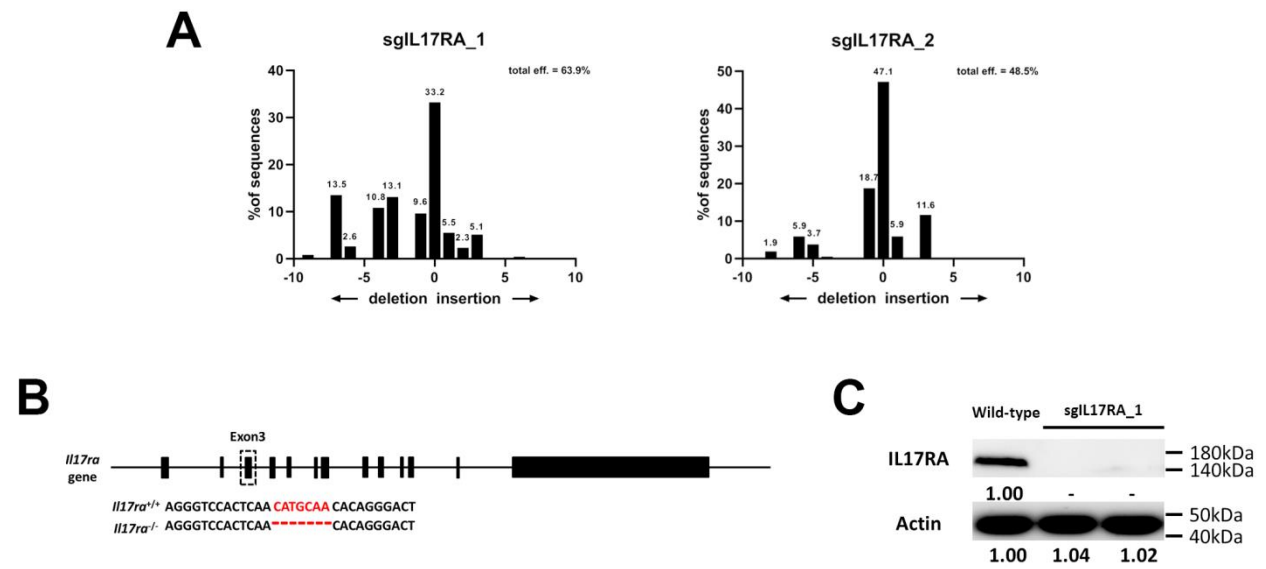 A
sgIL17RA_1
total eff. = 63.9%
%of sequences
40
30
20
10
0
13.5
2.6
10.8
13.1
9.6
33.2
5.5
2.3
5.1
-10
-5
0
5
10
deletion insertion
sgIL17RA_2
total eff. = 48.5%
%of sequences
50
40
30
20
10
0
1.9
5.9
3.7
18.7
47.1
5.9
11.6
-10
-5
0
5
10
deletion insertion
B
Exon3
Il17ra
gene
Il17ra+/+ AGGGTCCACTCAA CATGCAA CACAGGGACT
Il17ra-/- AGGGTCCACTCAA---------CACAGGGACT
C
Wild-type sgIL17RA_1
IL17RA
180kDa
140kDa
1.00 - -
Actin
50kDa
40kDa
1.00 1.04 1.02